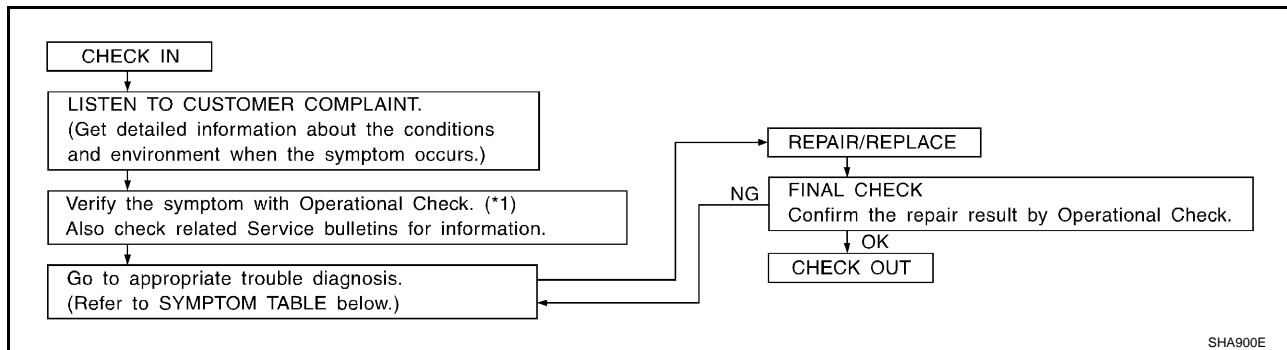 CHECK IN
LISTEN TO CUSTOMER COMPLAINT.
(Get detailed information about the conditions
and environment when the symptom occurs.)
Verify the symptom with Operational Check. (*1)
Also check related Service bulletins for information.
Go to appropriate trouble diagnosis.
(Refer to SYMPTOM TABLE below.)
REPAIR/REPLACE
NG
FINAL CHECK
Confirm the repair result by Operational Check.
OK
CHECK OUT
SHA900E